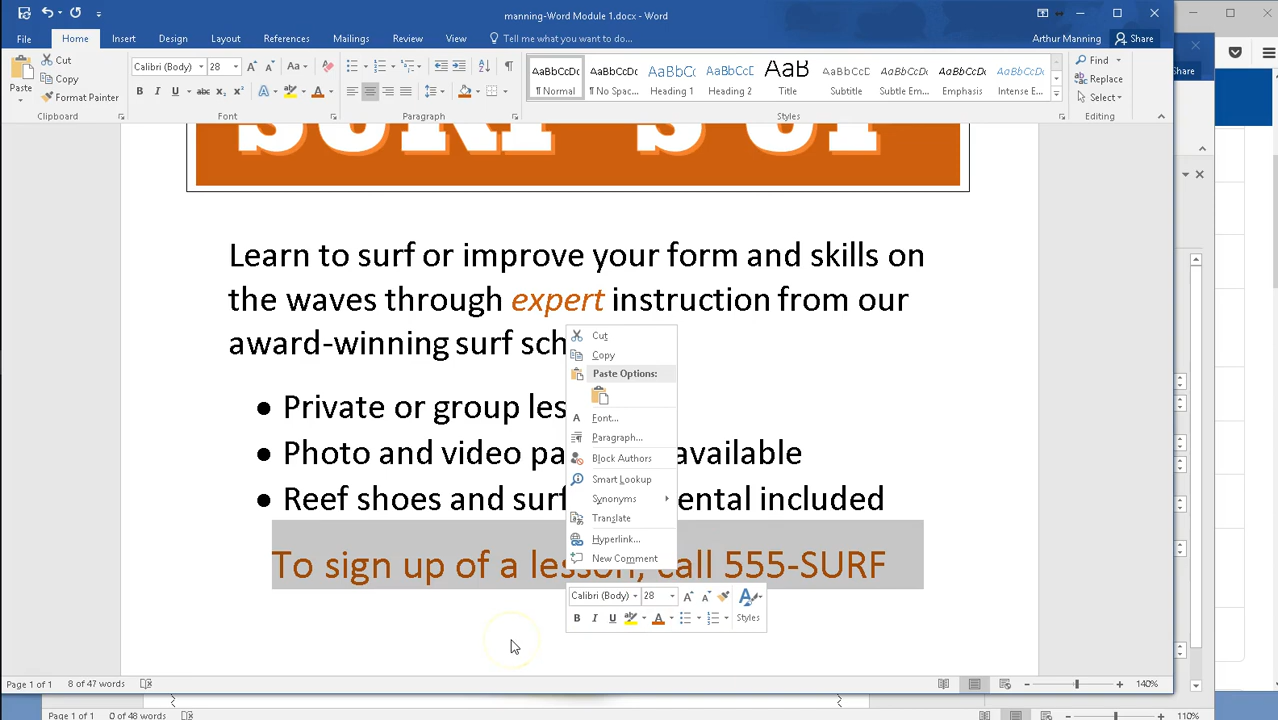 manning-Word Module 1.docx - Word
File Home Insert Design Layout References Mailings Review View Tell me what you want to do... Arthur Manning Share
Cut
Copy
Format Painter
Paste
Calibri (Body) 28
Clipboard Font Paragraph Styles Editing
AaBbCcDc AaBbCcDc AaBbCc AaBbCcD AaB AaBbCcD AaBbCcDc AaBbCcDc AaBbCcDc
¶ Normal ¶ No Spac... Heading 1 Heading 2 Title Subtitle Subtle Em... Emphasis Intense E...
Find
Replace
Select
Share
SURF'S UP
Learn to surf or improve your form and skills on
the waves through expert instruction from our
award-winning surf sch
• Private or group les
• Photo and video pa available
• Reef shoes and surf ental included
To sign up of a lesson, call 555-SURF
Cut
Copy
Paste Options:
Font...
Paragraph...
Block Authors
Smart Lookup
Synonyms
Translate
Hyperlink...
New Comment
Calibri (Body) 28
B I U Styles
Page 1 of 1 8 of 47 words 140%
Page 1 of 1 0 of 48 words 110%